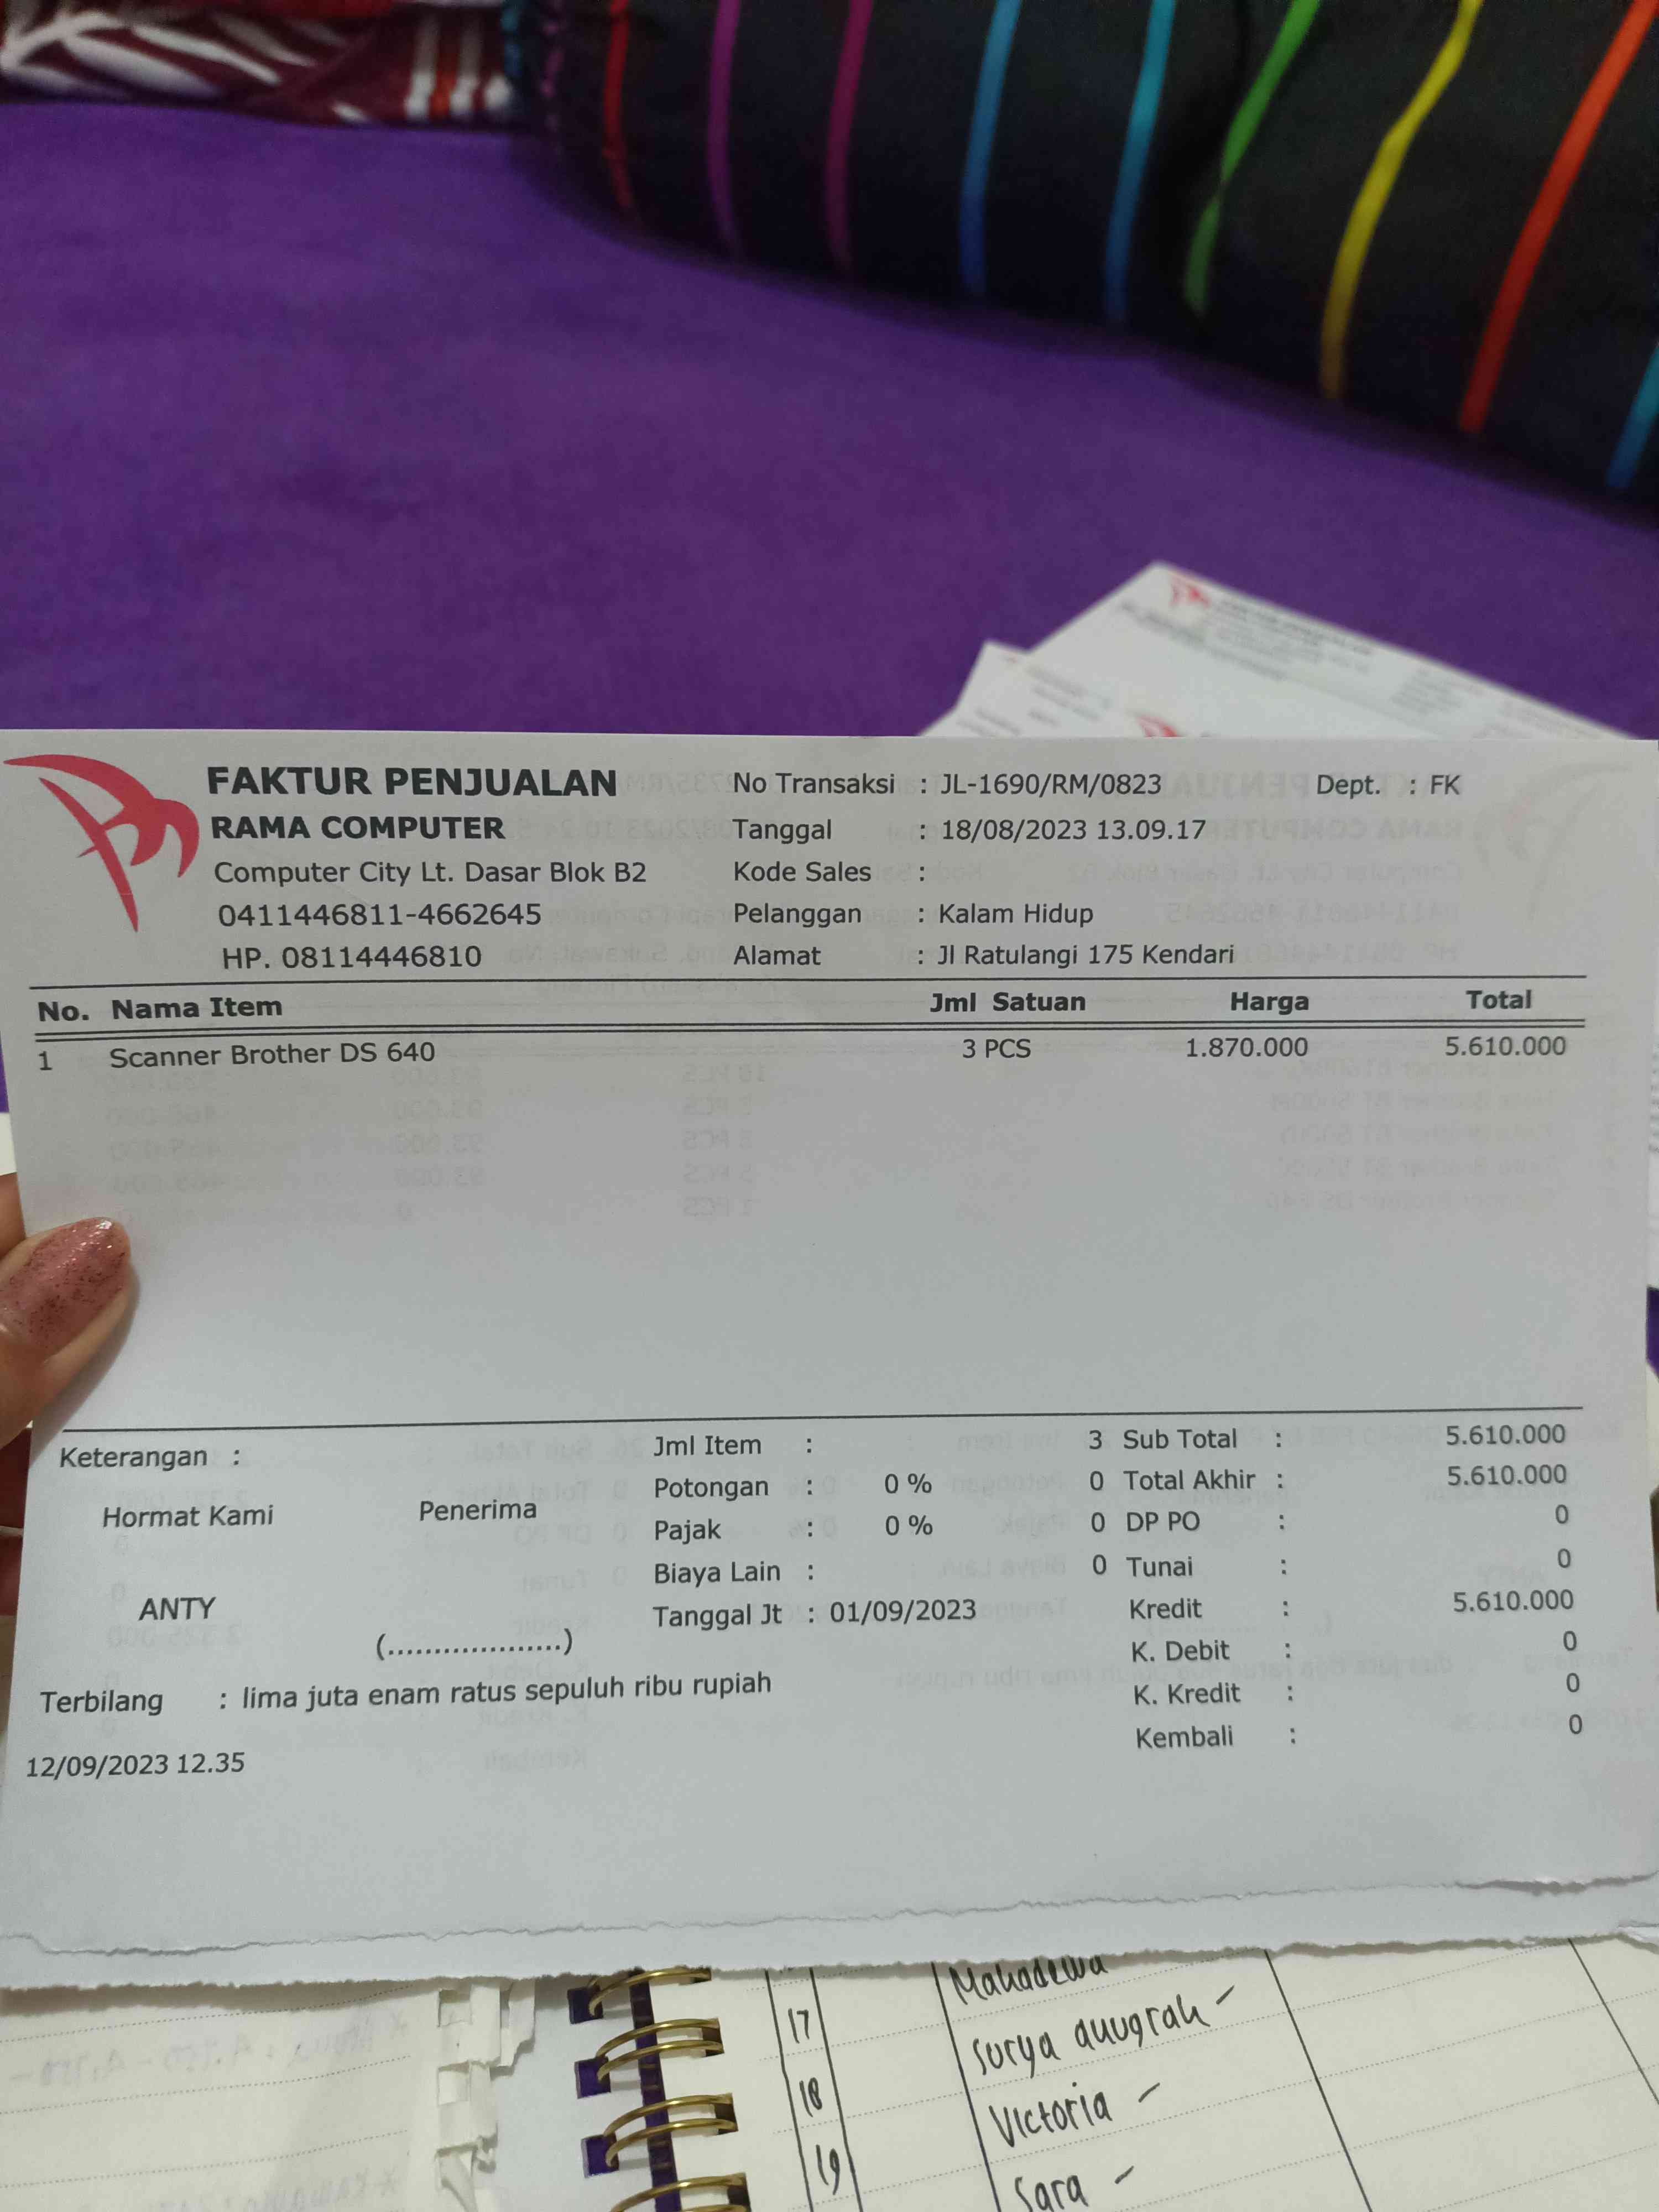 FAKTUR PENJUALAN
RAMA COMPUTER
Computer City Lt. Dasar Blok B2
0411446811-4662645
HP. 08114446810
No Transaksi : JL-1690/RM/0823 Dept. : FK
Tanggal : 18/08/2023 13.09.17
Kode Sales :
Pelanggan : Kalam Hidup
Alamat : Jl Ratulangi 175 Kendari
No. Nama Item Jml Satuan Harga Total
1 Scanner Brother DS 640 3 PCS 1.870.000 5.610.000
Keterangan :
Hormat Kami Penerima
ANTY
(...................)
Jml Item : 3
Potongan : 0 % 0
Pajak : 0 % 0
Biaya Lain : 0
Tanggal Jt : 01/09/2023
Sub Total : 5.610.000
Total Akhir : 5.610.000
DP PO : 0
Tunai : 0
Kredit : 5.610.000
K. Debit : 0
K. Kredit : 0
Kembali : 0
Terbilang : lima juta enam ratus sepuluh ribu rupiah
12/09/2023 12.35
Mahadewa
17 Surya anugrah -
18 Victoria -
19 Sara -